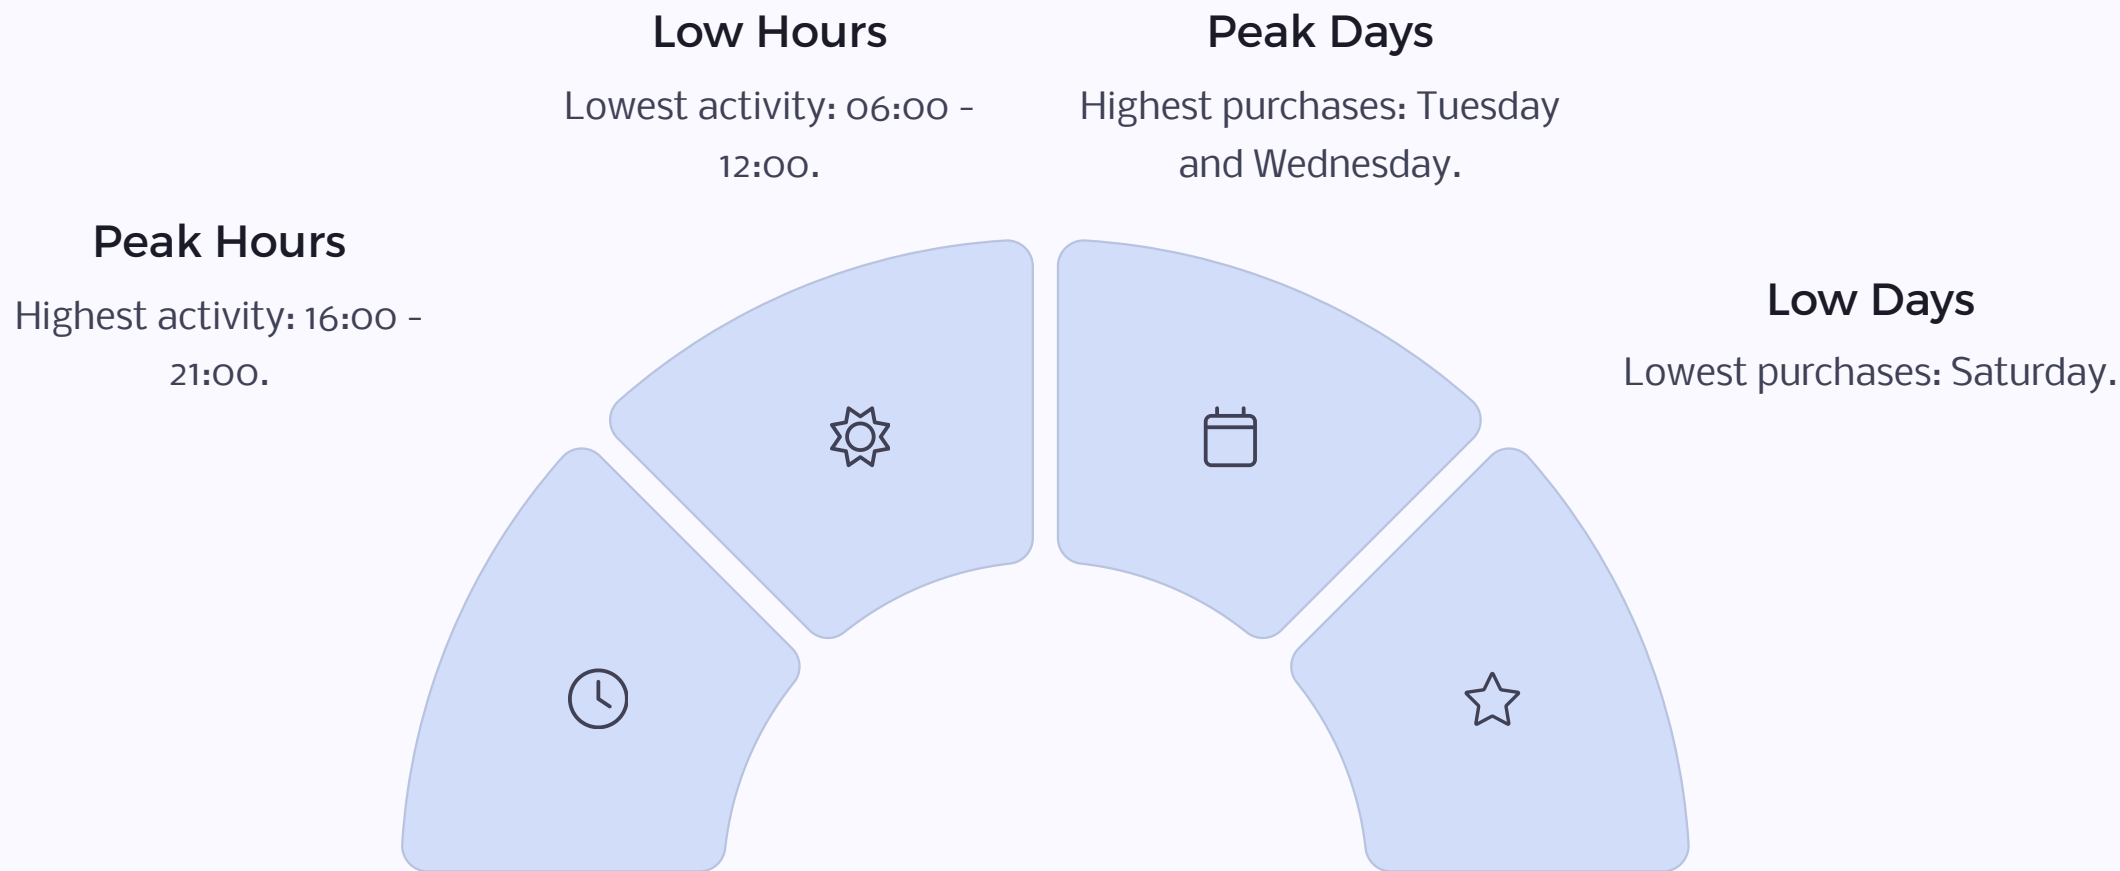 Peak Hours
Highest activity: 16:00 -
21:00.
Low Hours
Lowest activity: 06:00 -
12:00.
Peak Days
Highest purchases: Tuesday
and Wednesday.
Low Days
Lowest purchases: Saturday.